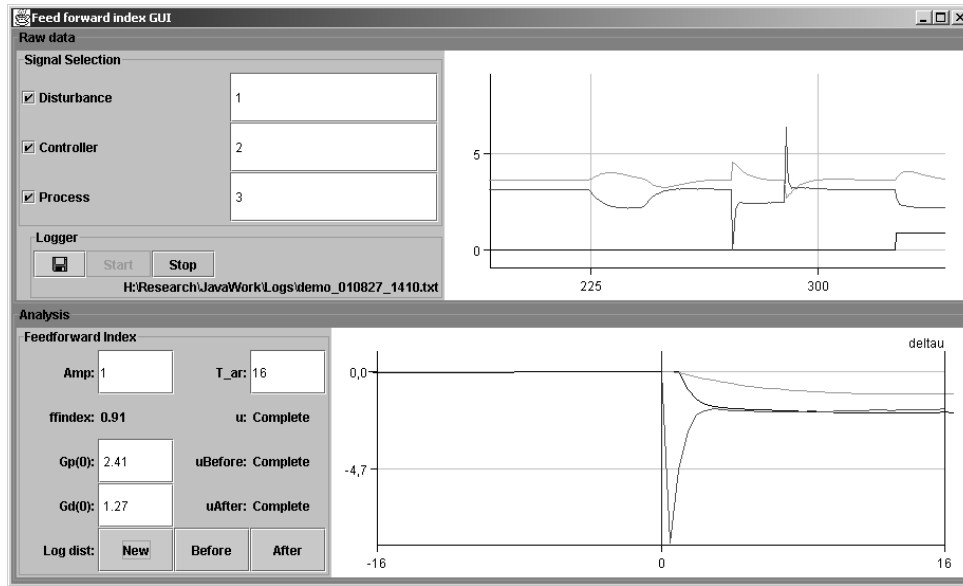 Feed forward index GUI
Raw data
Signal Selection
Disturbance 1
Controller 2
Process 3
Logger
Start Stop
H:\Research\JavaWork\Logs\demo_010827_1410.txt
5
0
225 300
Analysis
Feedforward Index
Amp: 1 T_ar: 16
ffindex: 0.91 u: Complete
Gp(0): 2.41 uBefore: Complete
Gd(0): 1.27 uAfter: Complete
Log dist: New Before After
deltau
0,0
-4,7
-16 0 16